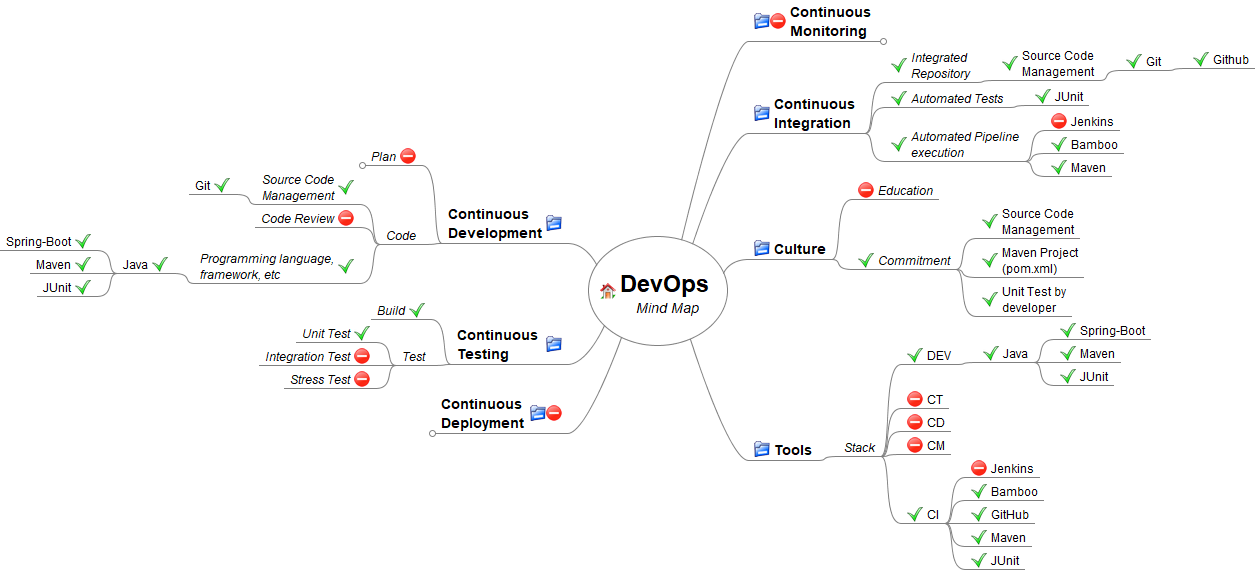 DevOps
Mind Map
Continuous
Monitoring
Continuous
Integration
Integrated
Repository
Source Code
Management
Git
Github
Automated Tests
JUnit
Automated Pipeline
execution
Jenkins
Bamboo
Maven
Culture
Education
Commitment
Source Code
Management
Maven Project
(pom.xml)
Unit Test by
developer
Tools
Stack
DEV
Java
Spring-Boot
Maven
JUnit
CT
CD
CM
CI
Jenkins
Bamboo
GitHub
Maven
JUnit
Continuous
Development
Plan
Code
Source Code
Management
Git
Code Review
Programming language,
framework, etc
Java
Spring-Boot
Maven
JUnit
Continuous
Testing
Build
Test
Unit Test
Integration Test
Stress Test
Continuous
Deployment